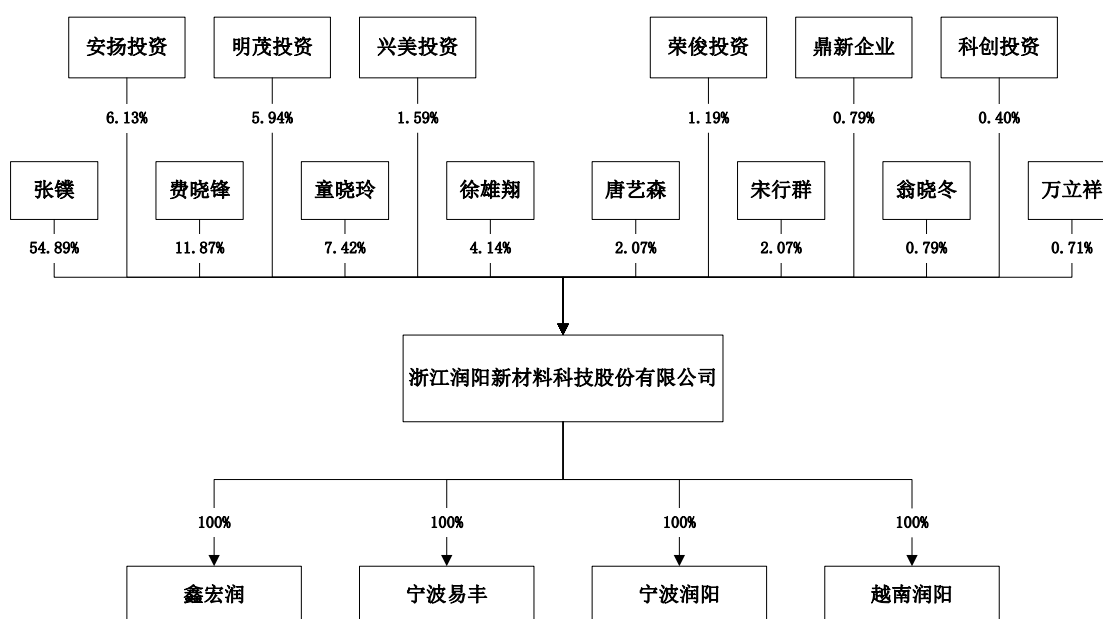 安扬投资 明茂投资 兴美投资 荣俊投资 鼎新企业 科创投资
6.13% 5.94% 1.59% 1.19% 0.79% 0.40%
张镤 费晓锋 童晓玲 徐雄翔 唐艺森 宋行群 翁晓冬 万立祥
54.89% 11.87% 7.42% 4.14% 2.07% 2.07% 0.79% 0.71%
浙江润阳新材料科技股份有限公司
100% 100% 100% 100%
鑫宏润 宁波易丰 宁波润阳 越南润阳